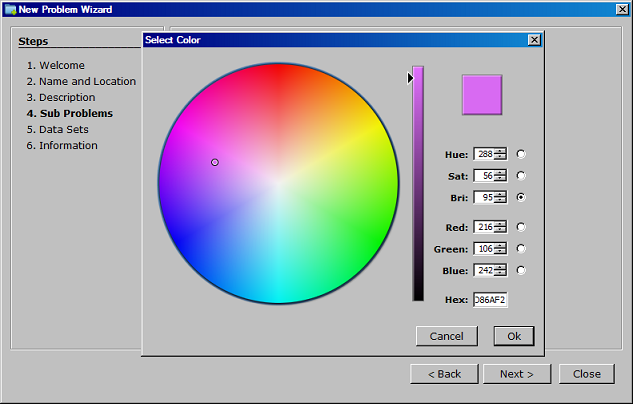 New Problem Wizard
Select Color
Steps
1. Welcome
2. Name and Location
3. Description
4. Sub Problems
5. Data Sets
6. Information
Hue: 288
Sat: 56
Bri: 95
Red: 216
Green: 106
Blue: 242
Hex: D86AF2
Cancel Ok
< Back Next > Close